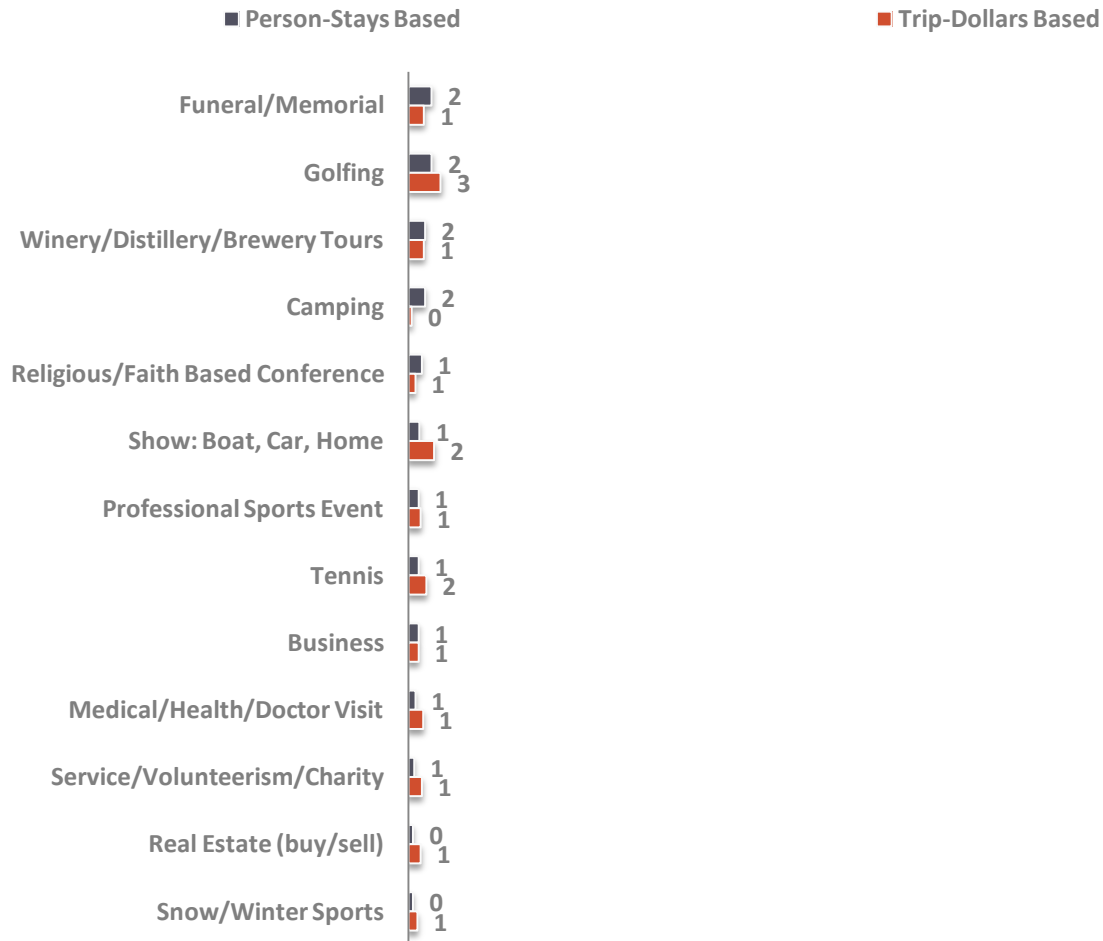 Person-Stays Based Trip-Dollars Based
Funeral/Memorial 2
1
Golfing 2
3
Winery/Distillery/Brewery Tours 2
1
Camping 2
0
Religious/Faith Based Conference 1
1
Show: Boat, Car, Home 1
2
Professional Sports Event 1
1
Tennis 1
2
Business 1
1
Medical/Health/Doctor Visit 1
1
Service/Volunteerism/Charity 1
1
Real Estate (buy/sell) 0
1
Snow/Winter Sports 0
1